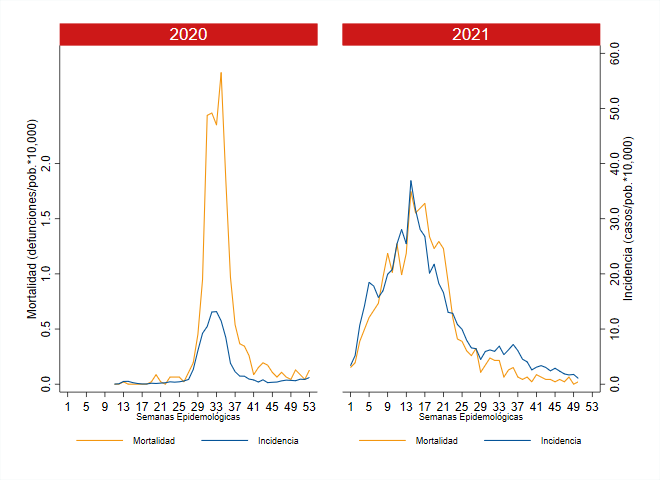 2020
2021
Mortalidad (defunciones/pob.*10,000)
0.0 0.5 1.0 1.5 2.0
1 5 9 13 17 21 25 29 33 37 41 45 49 53
Semanas Epidemológicas
Mortalidad Incidencia
1 5 9 13 17 21 25 29 33 37 41 45 49 53
Semanas Epidemológicas
Mortalidad Incidencia
0.0 10.0 20.0 30.0 40.0 50.0 60.0
Incidencia (casos/pob.*10,000)